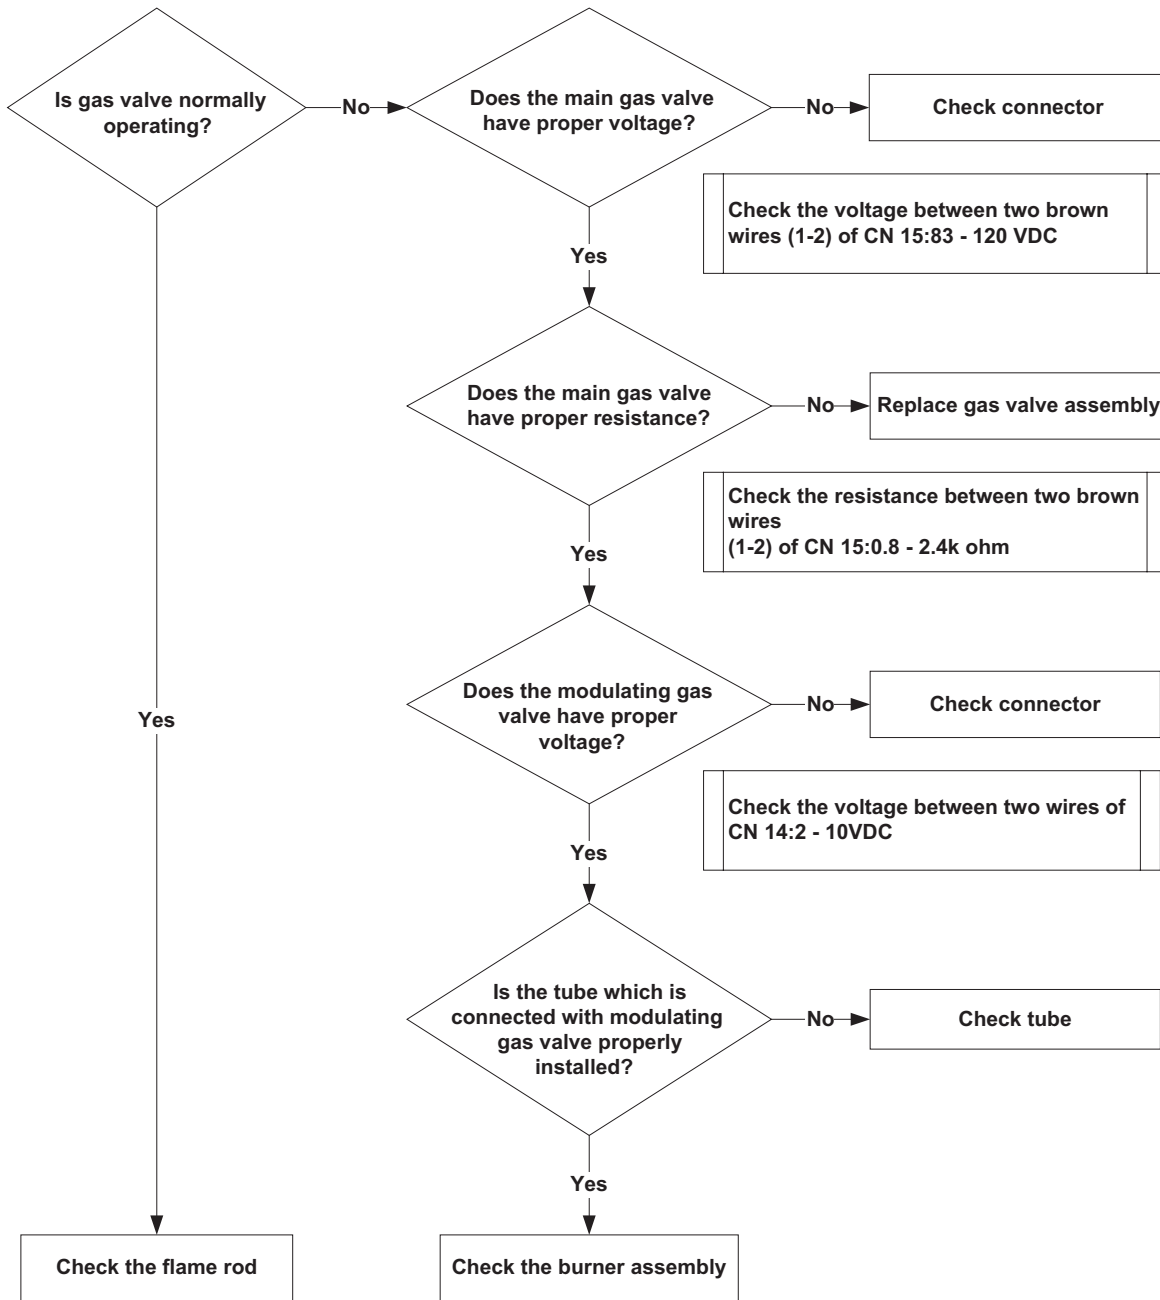 Is gas valve normally
operating?
No
Does the main gas valve
have proper voltage?
No
Check connector
Check the voltage between two brown
wires (1-2) of CN 15:83 - 120 VDC
Yes
Does the main gas valve
have proper resistance?
No
Replace gas valve assembly
Check the resistance between two brown
wires
(1-2) of CN 15:0.8 - 2.4k ohm
Yes
Does the modulating gas
valve have proper
voltage?
No
Check connector
Yes
Check the voltage between two wires of
CN 14:2 - 10VDC
Yes
Is the tube which is
connected with modulating
gas valve properly
installed?
No
Check tube
Yes
Check the flame rod
Check the burner assembly